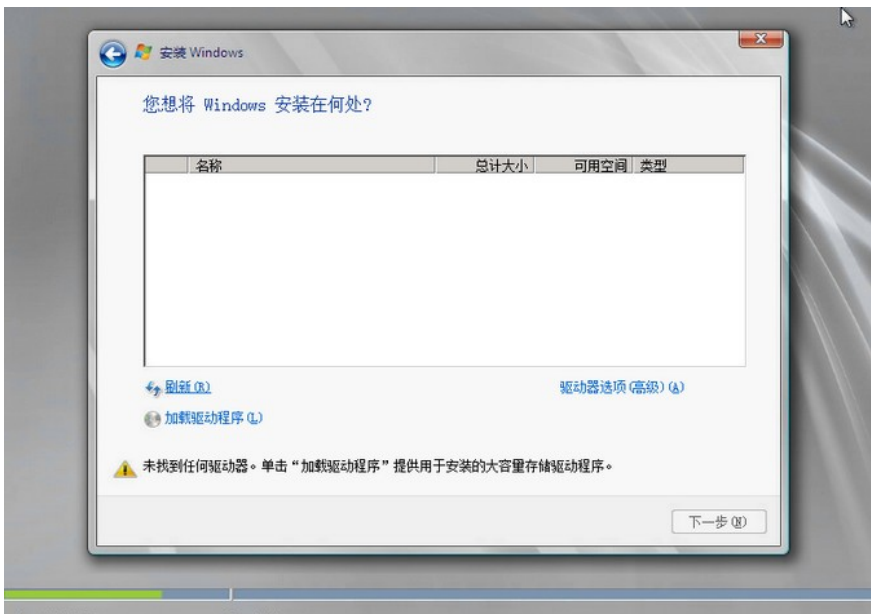 安装 Windows
您想将 Windows 安装在何处?
名称 总计大小 可用空间 类型
刷新(R) 驱动器选项(高级)(A)
加载驱动程序(L)
未找到任何驱动器。单击“加载驱动程序”提供用于安装的大容量存储驱动程序。
下一步(N)